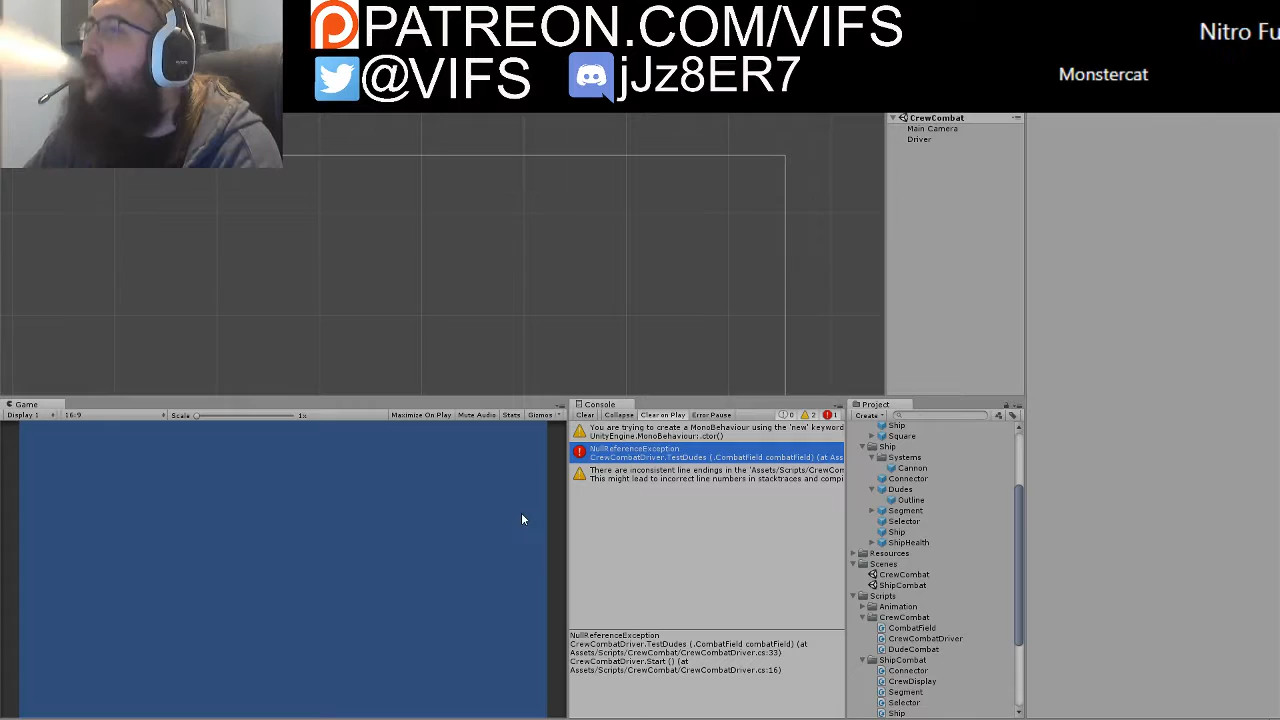 PATREON.COM/VIFS
@VIFS
jJz8ER7
Nitro Fu
Monstercat
CrewCombat
Main Camera
Driver
Game
Display 1
16:9
Scale
1x
Maximize On Play
Mute Audio
Stats
Gizmos
Console
Clear
Collapse
Clear on Play
Error Pause
0
2
1
You are trying to create a MonoBehaviour using the 'new' keyword
UnityEngine.MonoBehaviour:.ctor()
NullReferenceException
CrewCombatDriver.TestDudes (.CombatField combatField) (at Ass
There are inconsistent line endings in the 'Assets/Scripts/CrewCom
This might lead to incorrect line numbers in stacktraces and compi
NullReferenceException
CrewCombatDriver.TestDudes (.CombatField combatField) (at
Assets/Scripts/CrewCombat/CrewCombatDriver.cs:33)
CrewCombatDriver.Start () (at
Assets/Scripts/CrewCombat/CrewCombatDriver.cs:16)
Project
Create
Ship
Square
Ship
Systems
Cannon
Connector
Dudes
Outline
Segment
Selector
Ship
ShipHealth
Resources
Scenes
CrewCombat
ShipCombat
Scripts
Animation
CrewCombat
CombatField
CrewCombatDriver
DudeCombat
ShipCombat
Connector
CrewDisplay
Segment
Selector
Ship